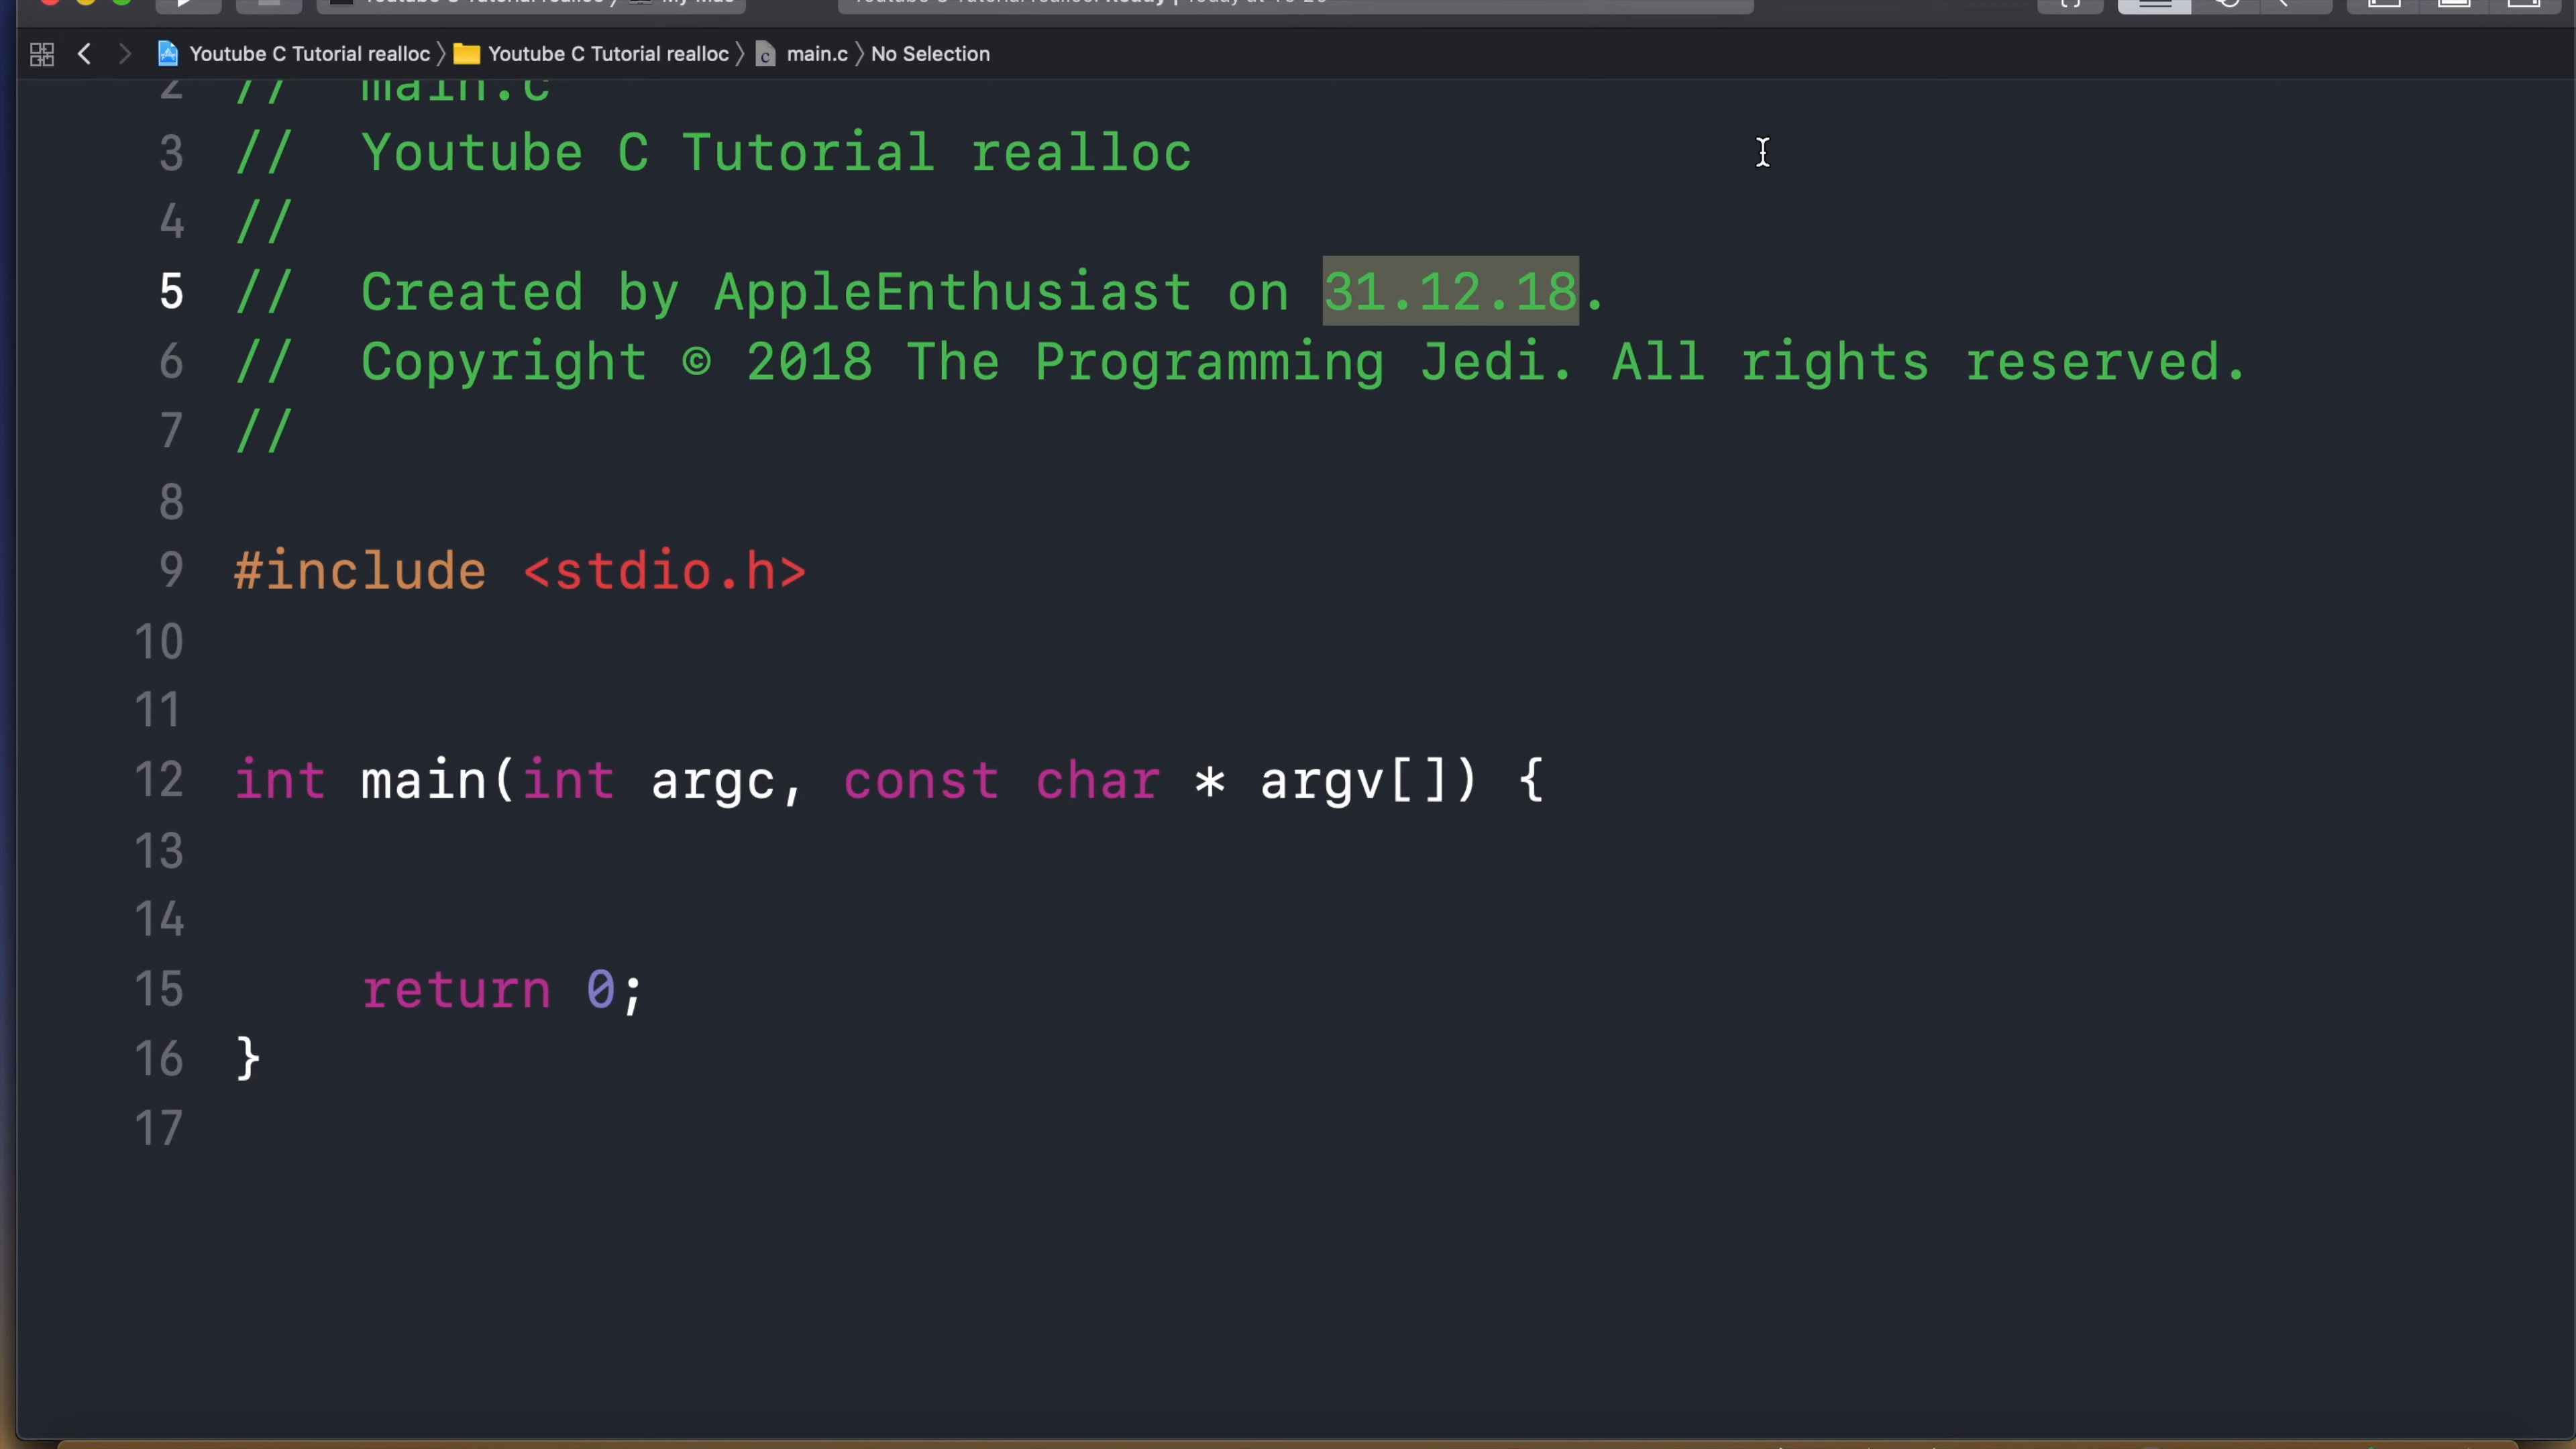 Youtube C Tutorial realloc 〉 Youtube C Tutorial realloc 〉 main.c 〉 No Selection
2 // main.c
3 // Youtube C Tutorial realloc
4 //
5 // Created by AppleEnthusiast on 31.12.18.
6 // Copyright © 2018 The Programming Jedi. All rights reserved.
7 //
8
9 #include <stdio.h>
10
11
12 int main(int argc, const char * argv[]) {
13
14
15 return 0;
16 }
17